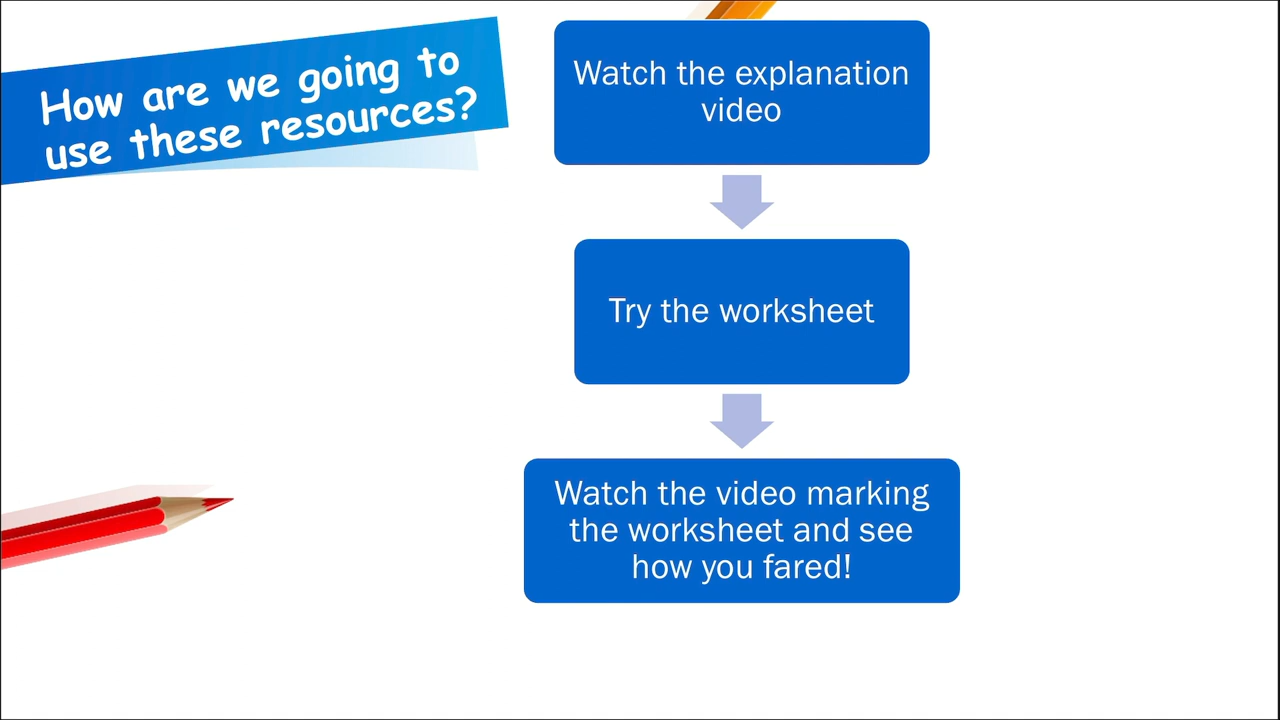 How are we going to
use these resources?
Watch the explanation
video
Try the worksheet
Watch the video marking
the worksheet and see
how you fared!